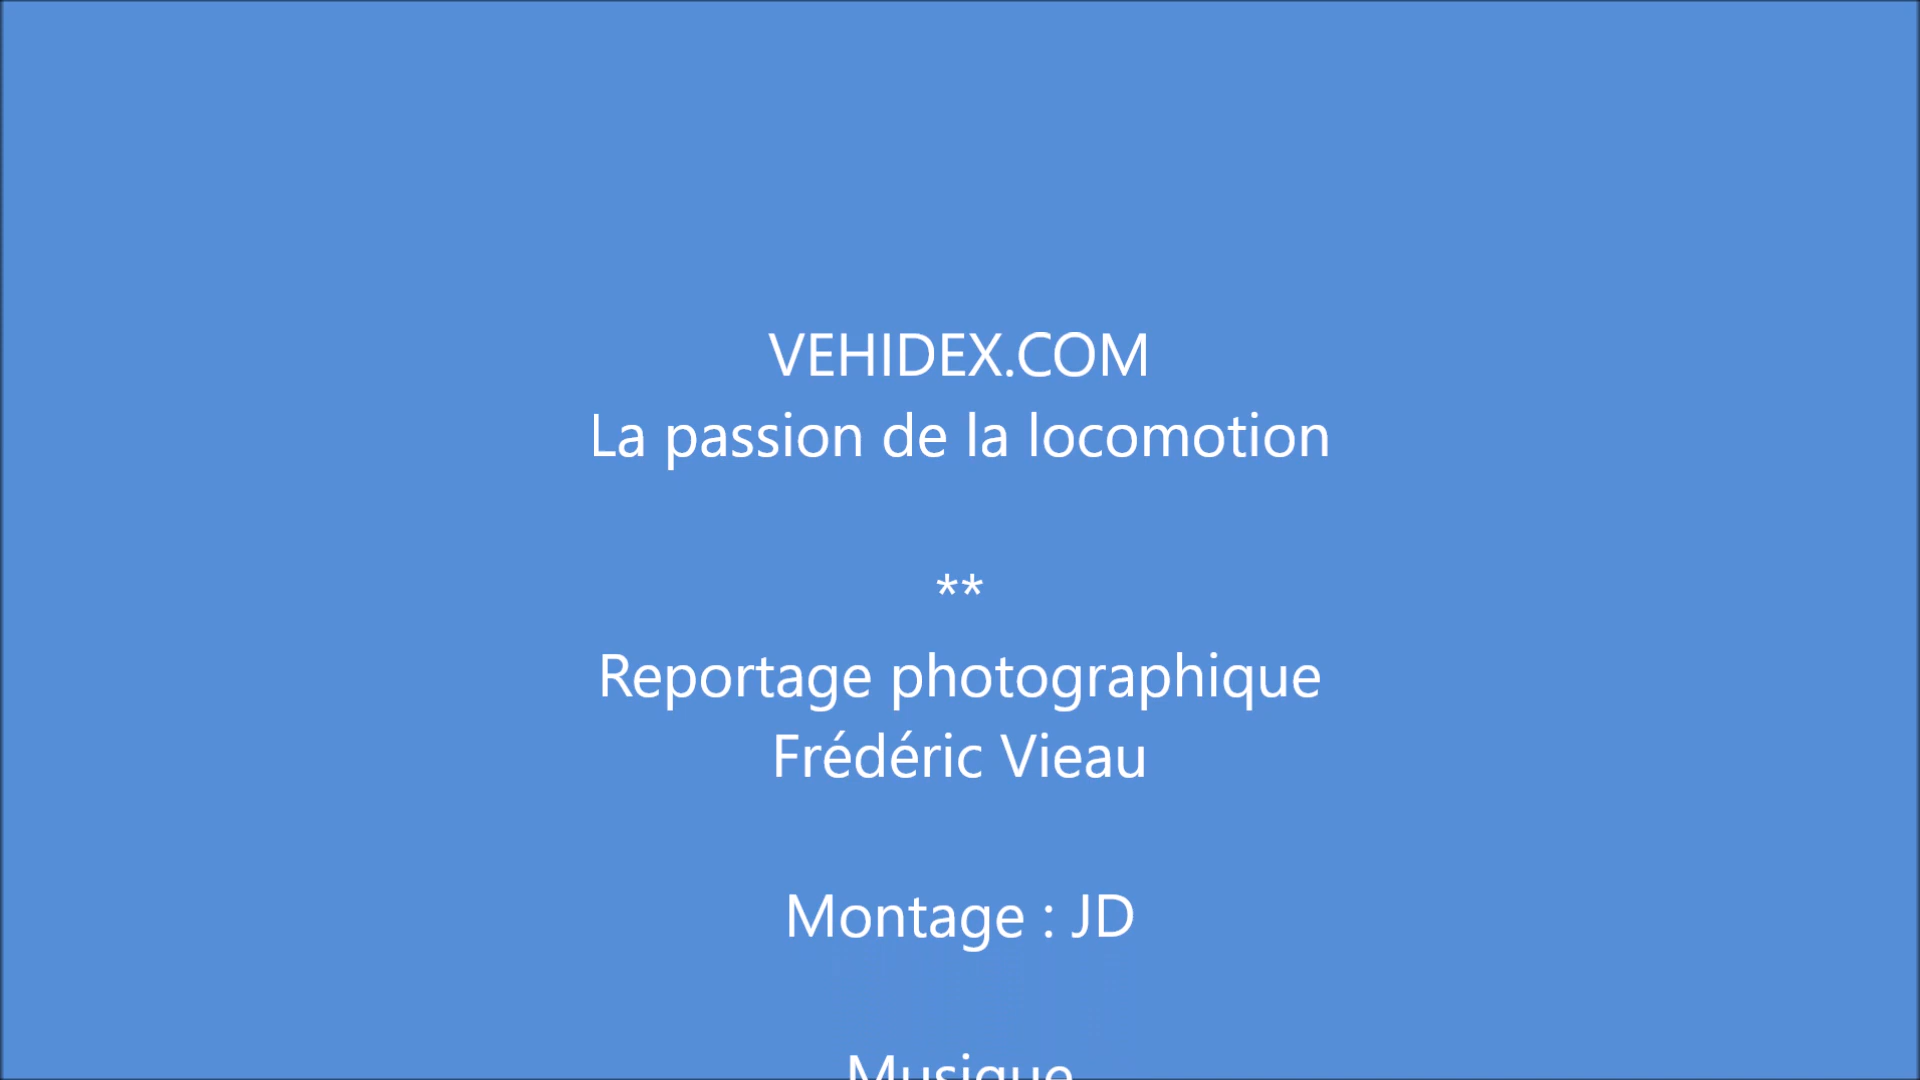 VEHIDEX.COM
La passion de la locomotion
**
Reportage photographique
Frédéric Vieau
Montage : JD
Musique